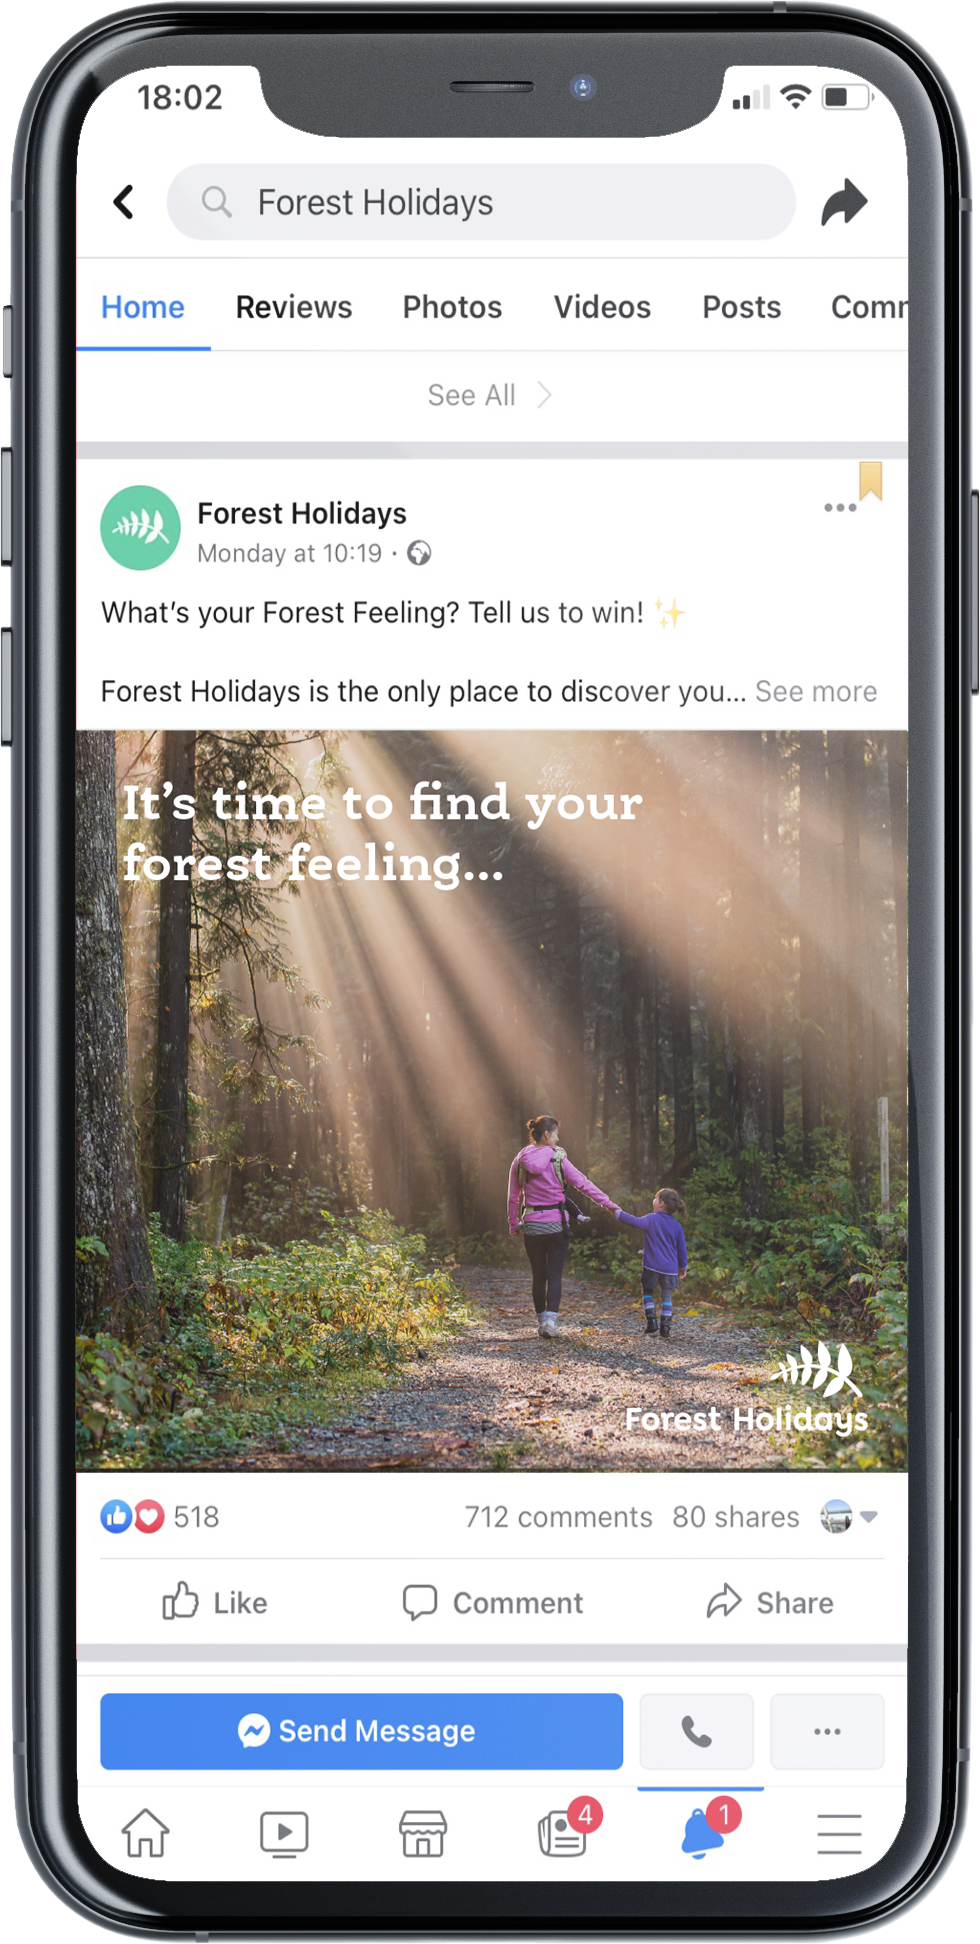 18:02
Forest Holidays
Home Reviews Photos Videos Posts Comr
See All
Forest Holidays
Monday at 10:19 ·
What's your Forest Feeling? Tell us to win! ✨
Forest Holidays is the only place to discover you... See more
It's time to find your
forest feeling...
Forest Holidays
518 712 comments 80 shares
Like Comment Share
Send Message
4 1